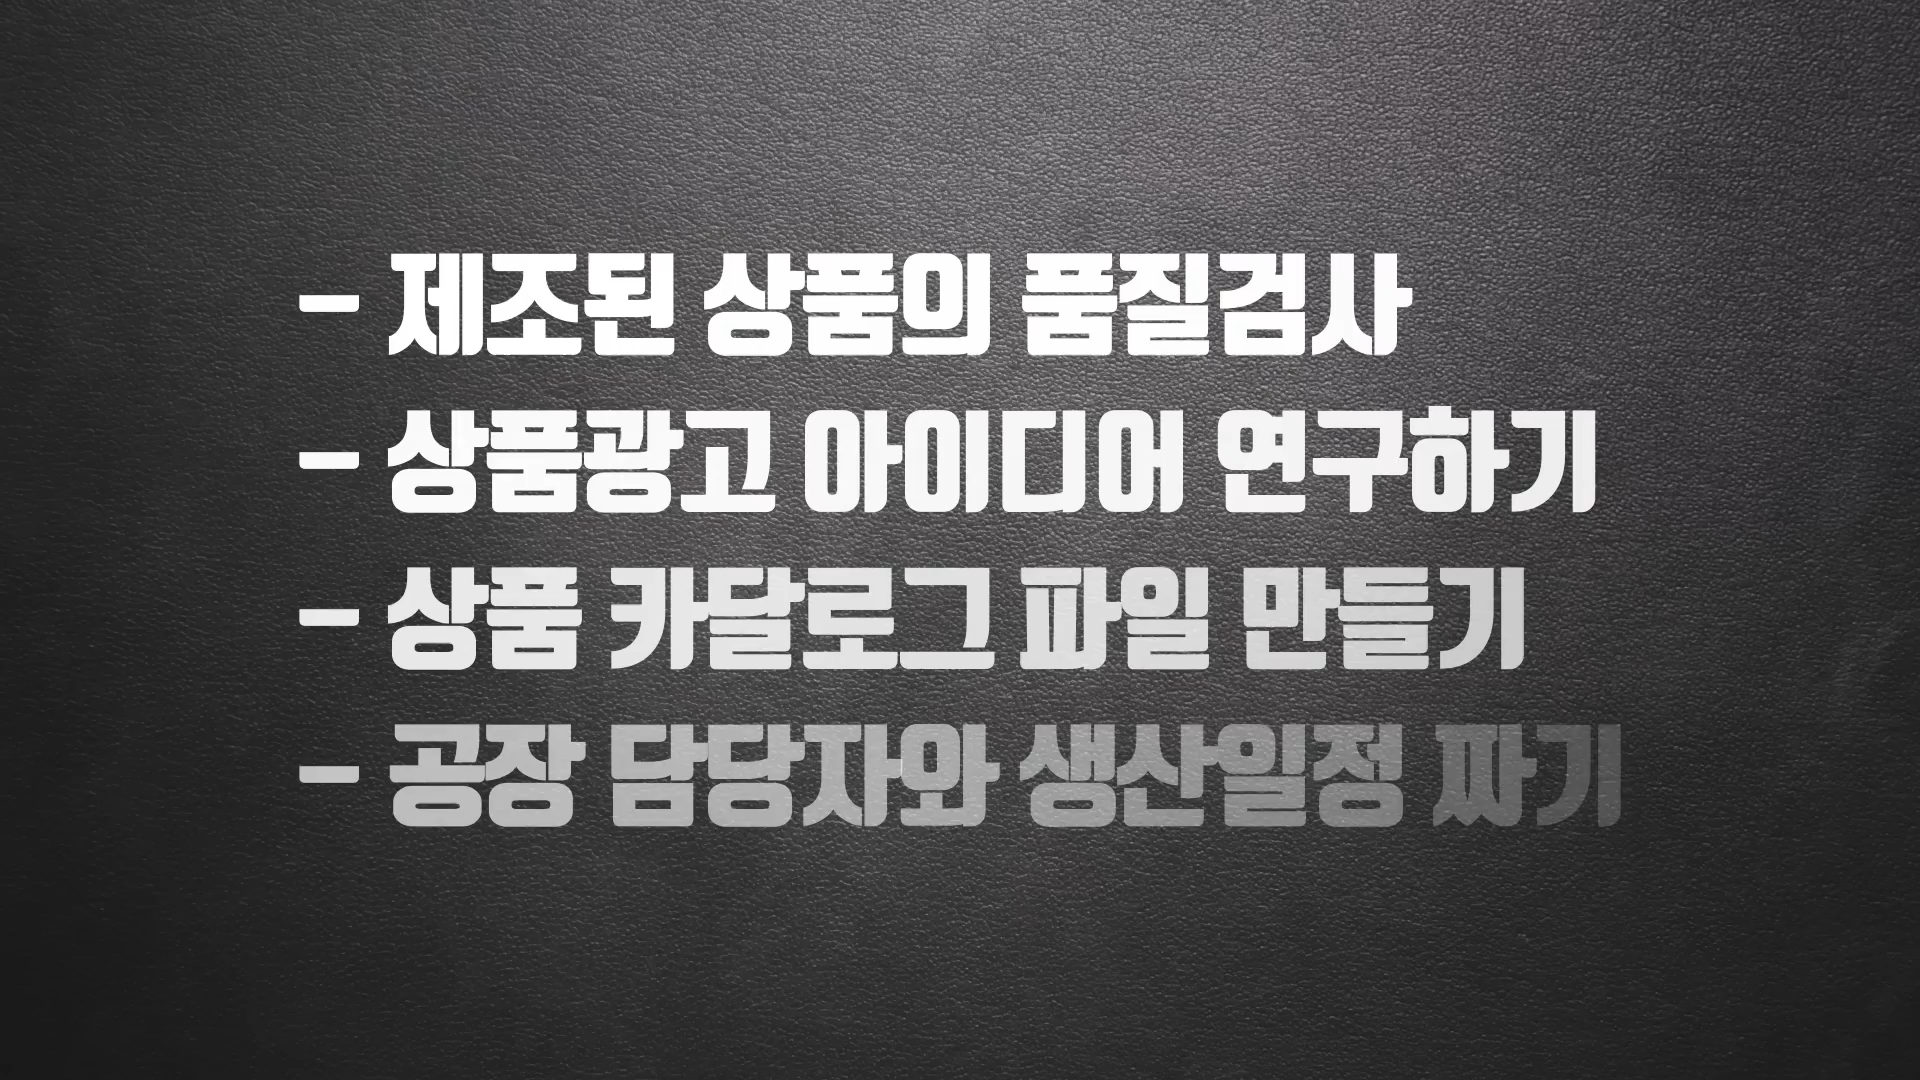 - 제조된 상품의 품질검사
- 상품광고 아이디어 연구하기
- 상품 카달로그 파일 만들기
- 공장 담당자와 생산일정 짜기